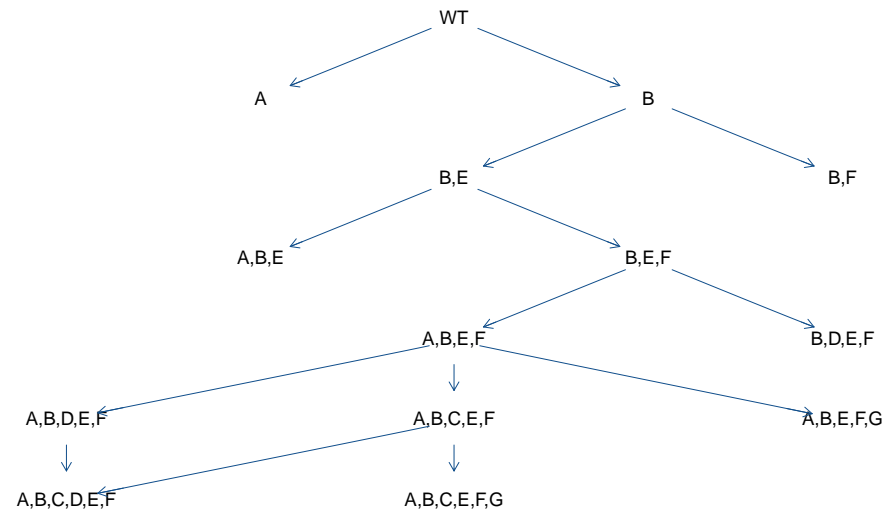 WT
A
B
B,E
B,F
A,B,E
B,E,F
A,B,E,F
B,D,E,F
A,B,D,E,F
A,B,C,E,F
A,B,E,F,G
A,B,C,D,E,F
A,B,C,E,F,G